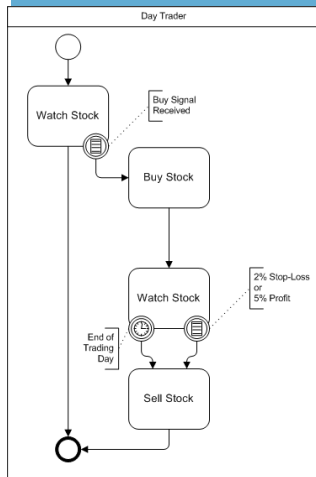 Day Trader
Watch Stock
Buy Signal
Received
Buy Stock
Watch Stock
2% Stop-Loss
or
5% Profit
End of
Trading
Day
Sell Stock